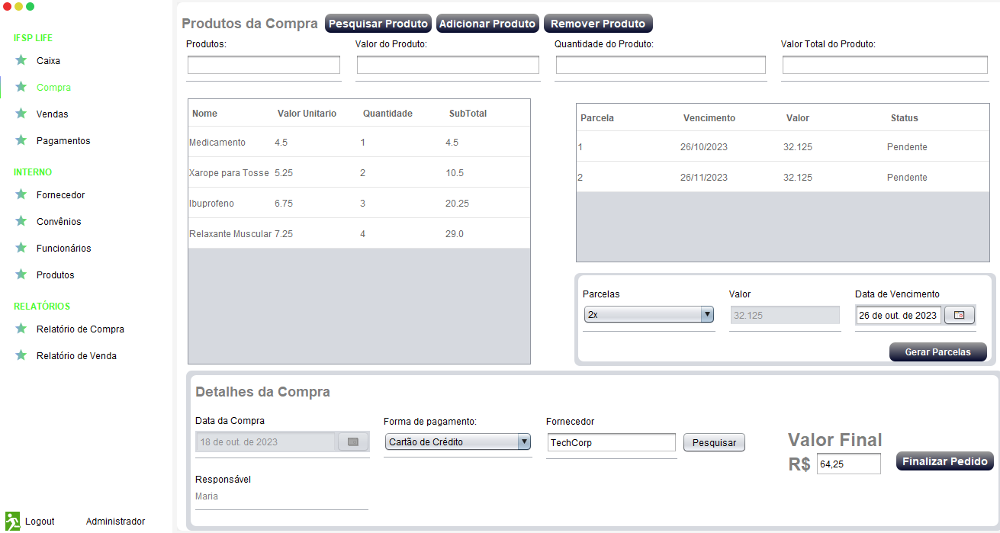 IFSP LIFE
Caixa
Compra
Vendas
Pagamentos
INTERNO
Fornecedor
Convênios
Funcionários
Produtos
RELATÓRIOS
Relatório de Compra
Relatório de Venda
Logout Administrador
Produtos da Compra Pesquisar Produto Adicionar Produto Remover Produto
Produtos: Valor do Produto: Quantidade do Produto: Valor Total do Produto:
Nome Valor Unitario Quantidade SubTotal
Medicamento 4.5 1 4.5
Xarope para Tosse 5.25 2 10.5
Ibuprofeno 6.75 3 20.25
Relaxante Muscular 7.25 4 29.0
Parcela Vencimento Valor Status
1 26/10/2023 32.125 Pendente
2 26/11/2023 32.125 Pendente
Parcelas Valor Data de Vencimento
2x 32.125 26 de out. de 2023
Gerar Parcelas
Detalhes da Compra
Data da Compra Forma de pagamento: Fornecedor
18 de out. de 2023 Cartão de Crédito TechCorp Pesquisar
Valor Final
R$ 64,25 Finalizar Pedido
Responsável
Maria